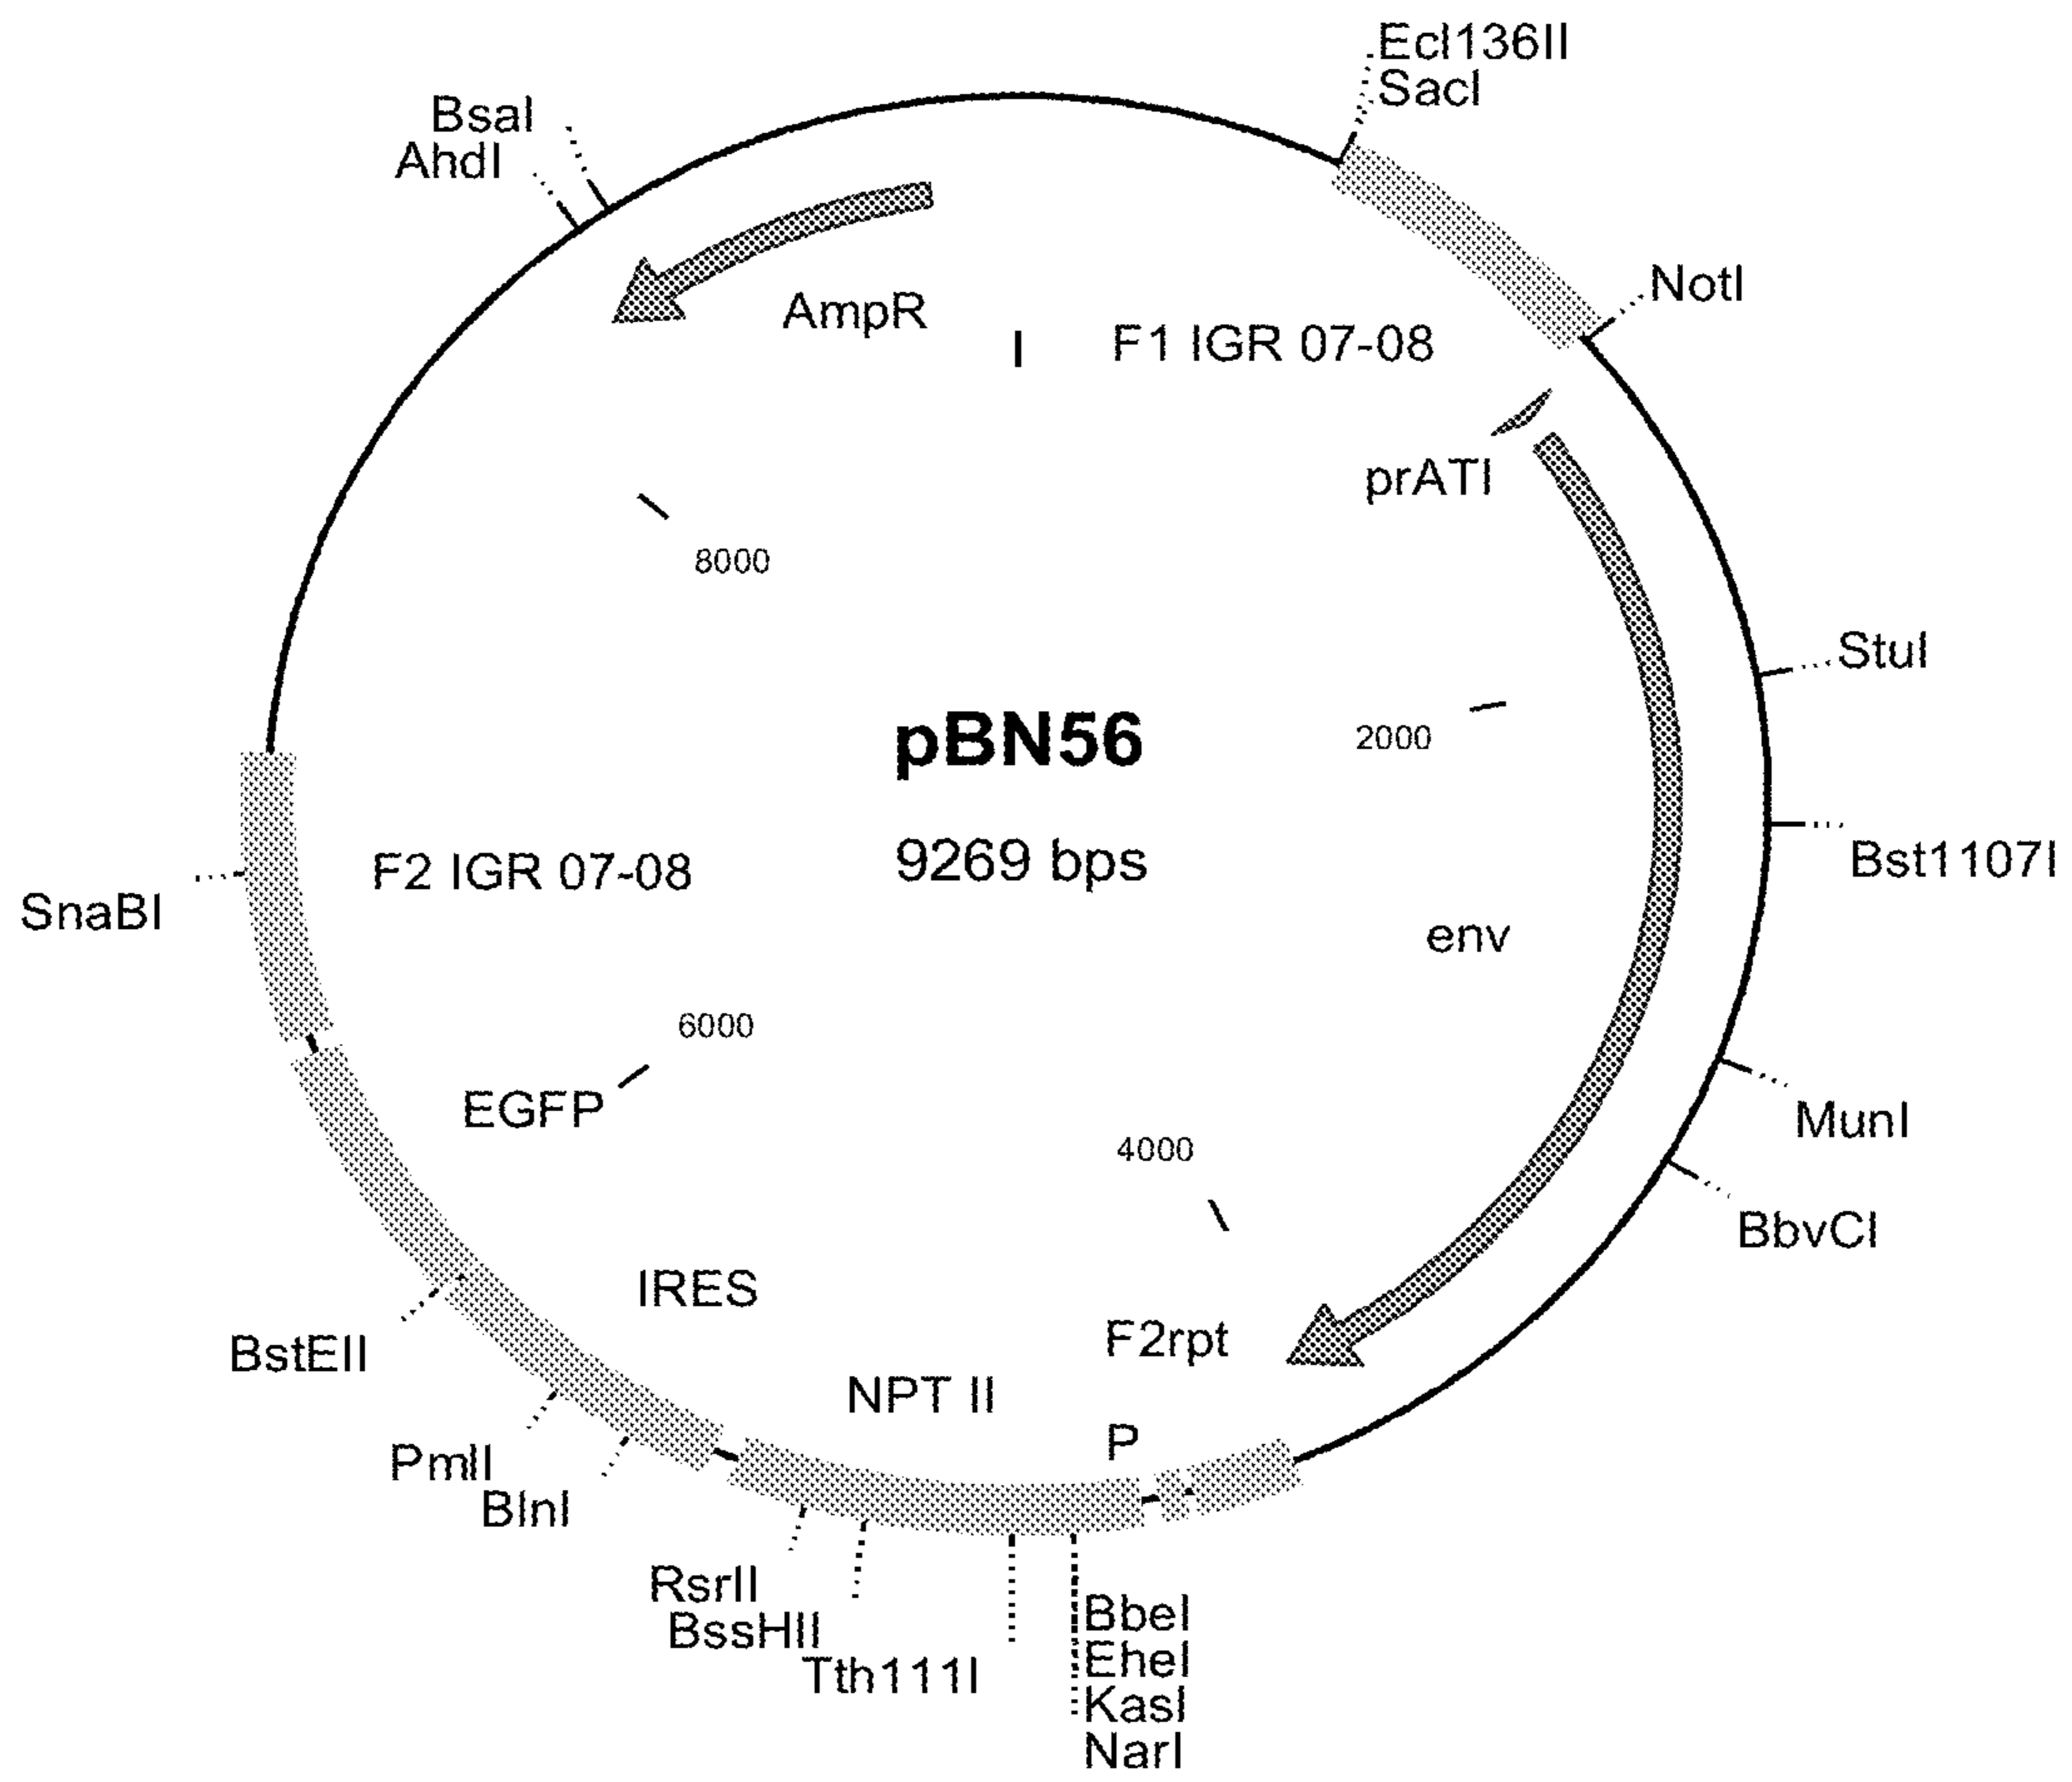 Ecl136II
SacI
BsaI
AhdI
NotI
AmpR
F1 IGR 07-08
prATI
8000
StuI
pBN56
2000
9269 bps
Bst1107I
F2 IGR 07-08
SnaBI
env
6000
EGFP
MunI
4000
BbvCI
IRES
F2rpt
BstEII
NPT II
P
PmlI
BlnI
RsrII
BssHII
Tth111I
BbeI
EheI
KasI
NarI